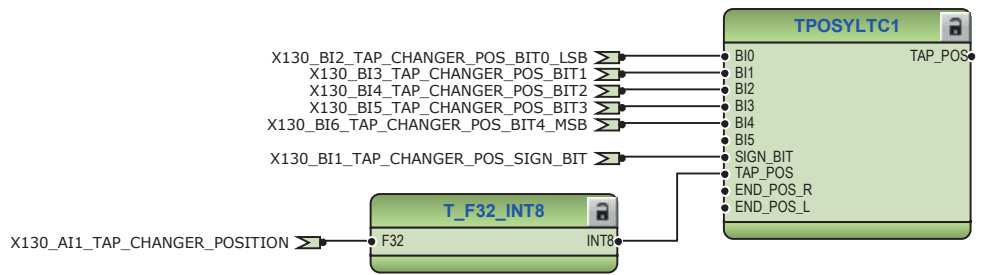 TPOSYLTC1
X130_BI2_TAP_CHANGER_POS_BIT0_LSB BI0 TAP_POS
X130_BI3_TAP_CHANGER_POS_BIT1 BI1
X130_BI4_TAP_CHANGER_POS_BIT2 BI2
X130_BI5_TAP_CHANGER_POS_BIT3 BI3
X130_BI6_TAP_CHANGER_POS_BIT4_MSB BI4
BI5
X130_BI1_TAP_CHANGER_POS_SIGN_BIT SIGN_BIT
TAP_POS
END_POS_R
END_POS_L
T_F32_INT8
X130_AI1_TAP_CHANGER_POSITION F32 INT8